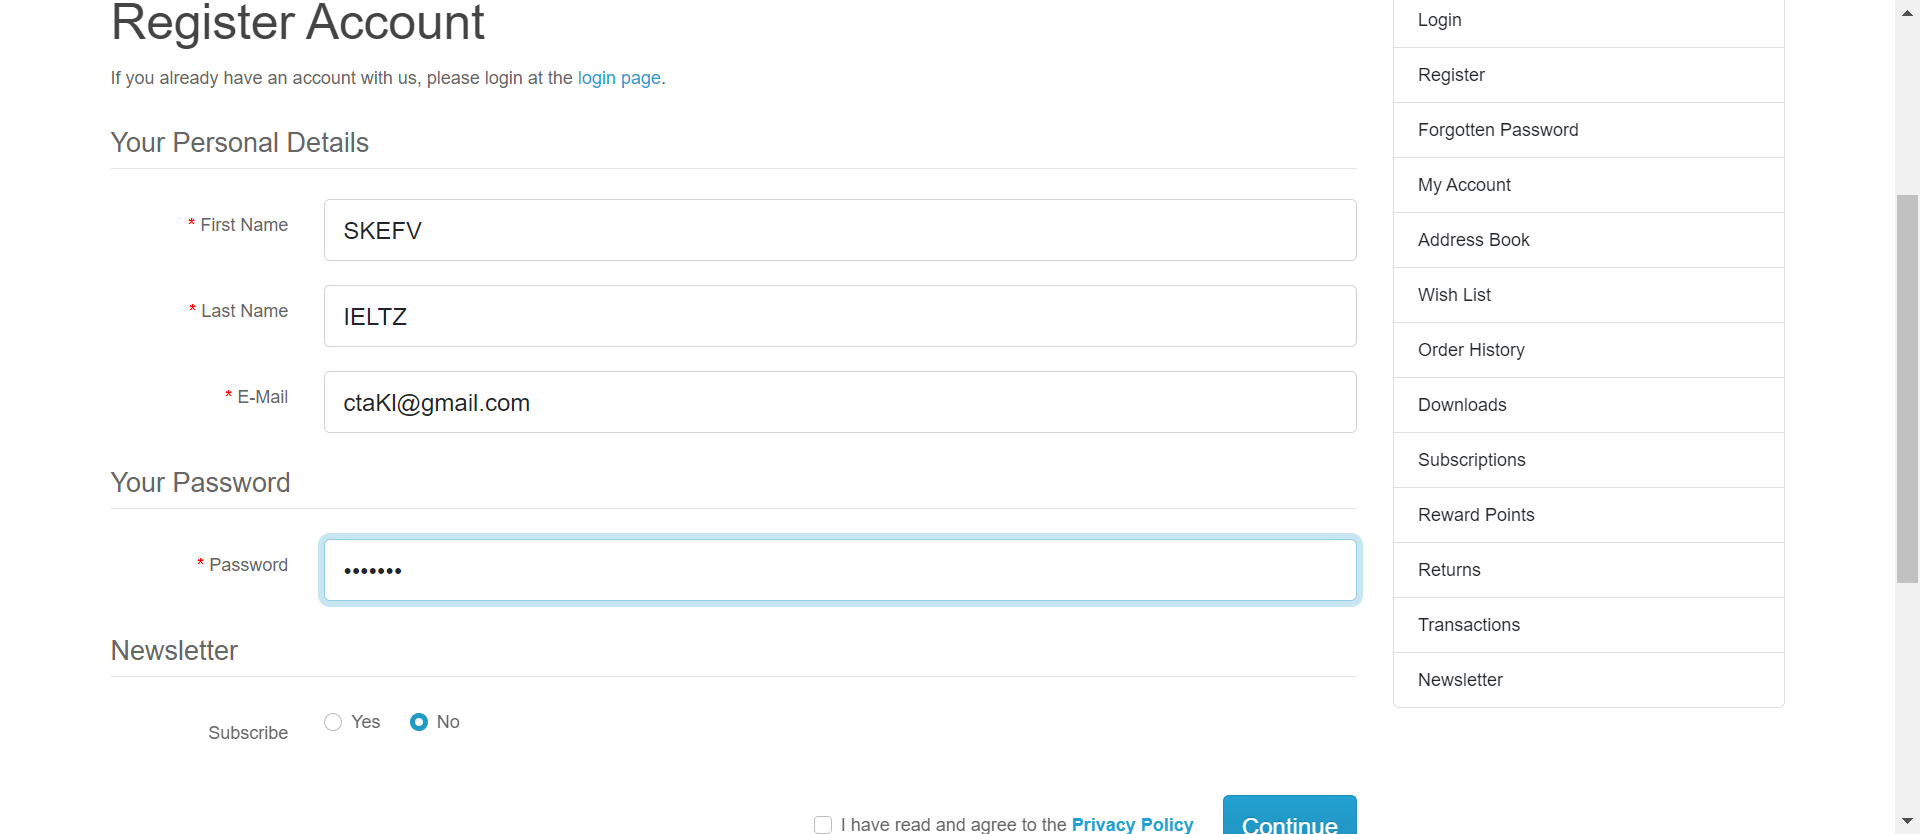 Register Account
If you already have an account with us, please login at the login page.
Your Personal Details
* First Name
SKEFV
* Last Name
IELTZ
* E-Mail
ctaKI@gmail.com
Your Password
* Password
•••••••
Newsletter
Subscribe
Yes No
I have read and agree to the Privacy Policy
Continue
Login
Register
Forgotten Password
My Account
Address Book
Wish List
Order History
Downloads
Subscriptions
Reward Points
Returns
Transactions
Newsletter